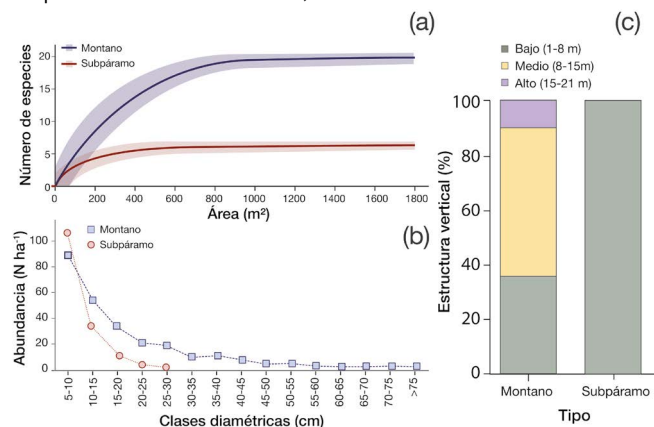 (a)
Montano
Subpáramo
Número de especies
20
15
10
5
0
0 200 400 600 800 1000 1200 1400 1600 1800
Área (m²)
(b)
Montano
Subpáramo
Abundancia (N ha⁻¹)
100
80
60
40
20
0
5-10 10-15 15-20 20-25 25-30 30-35 35-40 40-45 45-50 50-55 55-60 60-65 65-70 70-75 >75
Clases diamétricas (cm)
(c)
Bajo (1-8 m)
Medio (8-15m)
Alto (15-21 m)
Estructura vertical (%)
100
80
60
40
20
0
Montano Subpáramo
Tipo